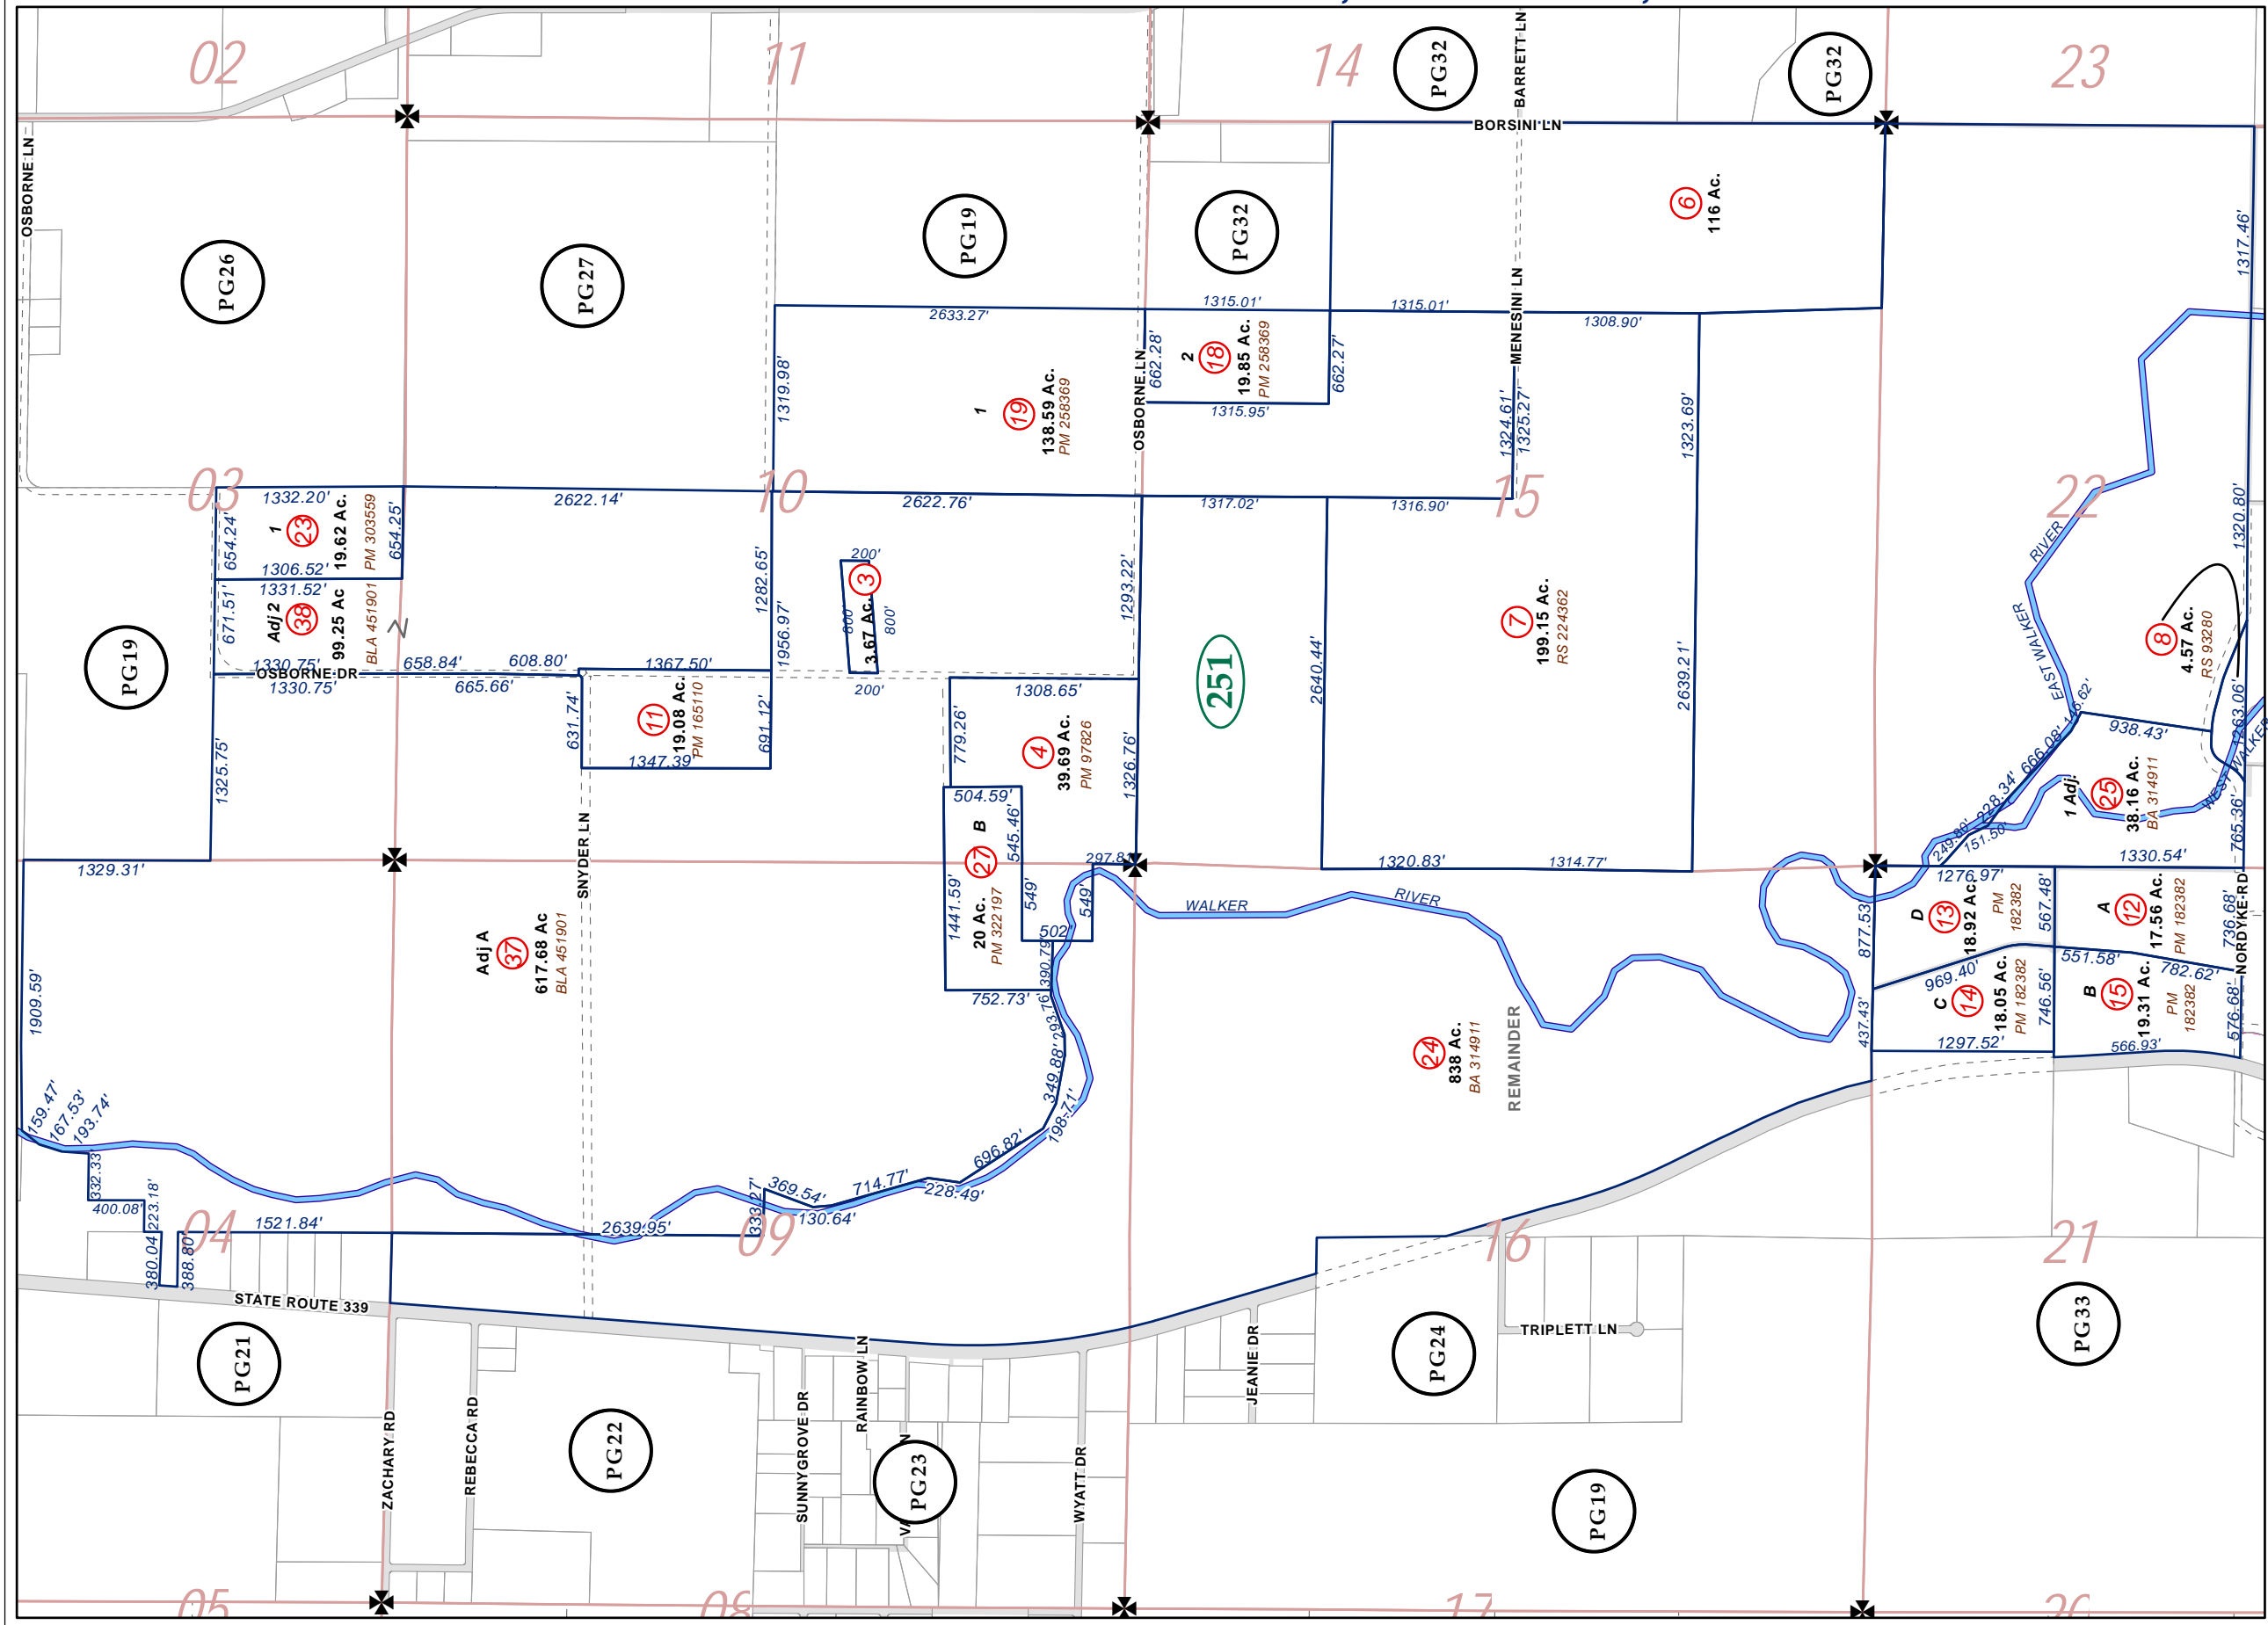 02
11
14
23
PG32
PG32
BARRETT LN
BORSINI LN
OSBORNE LN
PG26
PG27
PG19
PG32
6
116 Ac.
1317.46'
2633.27'
1315.01'
1315.01'
1308.90'
MENESINI LN
1319.98'
1
19
138.59 Ac.
PM 258369
OSBORNE LN
662.28'
2
18
19.85 Ac.
PM 258369
662.27'
1315.95'
1324.61'
1325.27'
1323.69'
03
10
15
22
1332.20'
654.24'
1
23
19.62 Ac.
PM 303559
654.25'
1306.52'
2622.14'
2622.76'
1317.02'
1316.90'
1320.80'
671.51'
1331.52'
Adj 2
38
99.25 Ac
BLA 451901
1330.75'
OSBORNE DR
1330.75'
658.84'
665.66'
608.80'
1367.50'
1282.65'
1956.97'
200'
3
3.67 Ac.
800'
800'
200'
1293.22'
251
2640.44'
7
199.15 Ac.
RS 224362
2639.21'
RIVER
EAST WALKER
8
4.57 Ac.
RS 93280
PG19
1325.75'
631.74'
11
19.08 Ac.
PM 165110
691.12'
1347.39'
1308.65'
779.26'
4
39.69 Ac.
PM 97826
1326.76'
146.62'
938.43'
1263.06'
WEST WALKER
666.08'
228.34'
249.80'
151.50'
1 Adj.
25
38.16 Ac.
BA 314911
765.36'
1329.31'
SNYDER LN
504.59'
B
27
20 Ac.
PM 322197
545.46'
1441.59'
549'
297.81'
549'
502'
390.79'
752.73'
1320.83'
1314.77'
1276.97'
1330.54'
WALKER
RIVER
877.53'
D
13
18.92 Ac.
PM
182382
567.48'
A
12
17.56 Ac.
PM 182382
736.68'
NORDYKE RD
1909.59'
Adj A
37
617.68 Ac
BLA 451901
293.76'
349.88'
198.71'
969.40'
551.58'
782.62'
437.43'
C
14
18.05 Ac.
PM 182382
746.56'
B
15
19.31 Ac.
PM
182382
576.68'
1297.52'
566.93'
24
838 Ac.
BA 314911
REMAINDER
159.47'
167.53'
193.74'
332.33'
400.08'
223.18'
1521.84'
380.04'
388.80'
2639.95'
333.27'
369.54'
130.64'
714.77'
228.49'
696.82'
04
09
16
21
STATE ROUTE 339
PG21
PG22
PG23
PG24
PG33
PG19
ZACHARY RD
REBECCA RD
SUNNYGROVE DR
RAINBOW LN
WYATT DR
JEANIE DR
TRIPLETT LN
05
08
17
20